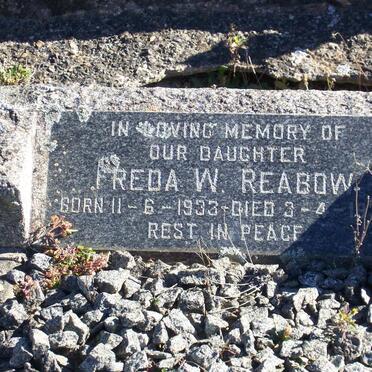 IN LOVING MEMORY OF
OUR DAUGHTER
FREDA W. REABOW
BORN 11-6-1933-DIED 3-4
REST IN PEACE